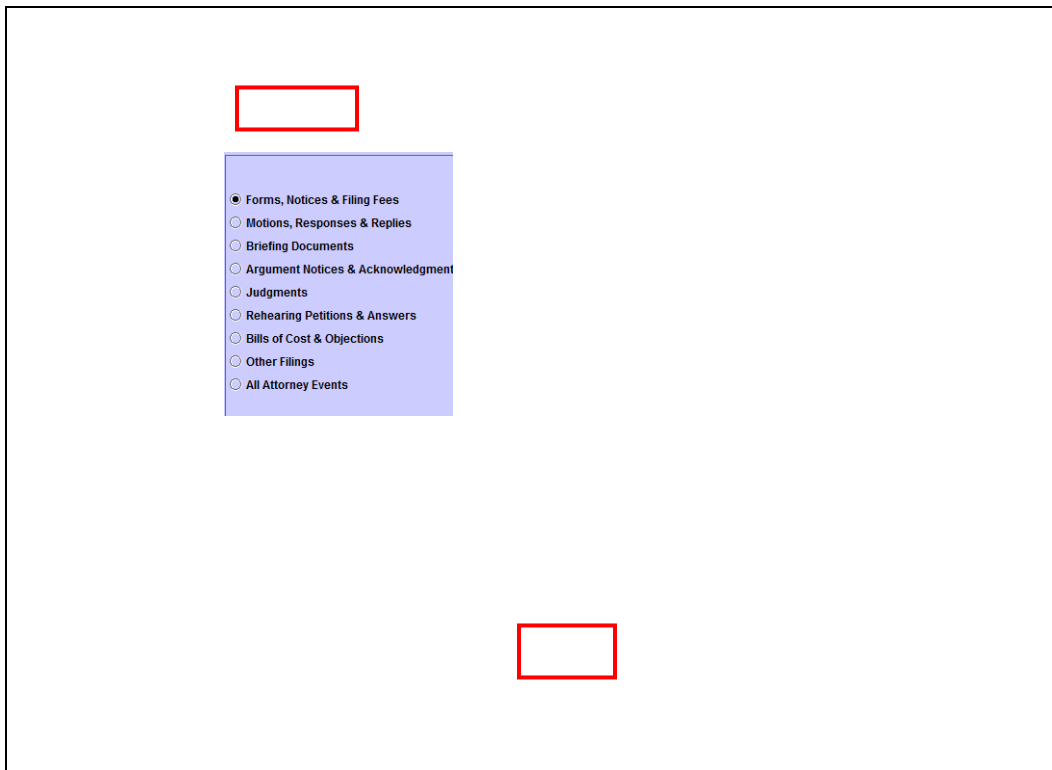 Forms, Notices & Filing Fees
Motions, Responses & Replies
Briefing Documents
Argument Notices & Acknowledgment
Judgments
Rehearing Petitions & Answers
Bills of Cost & Objections
Other Filings
All Attorney Events